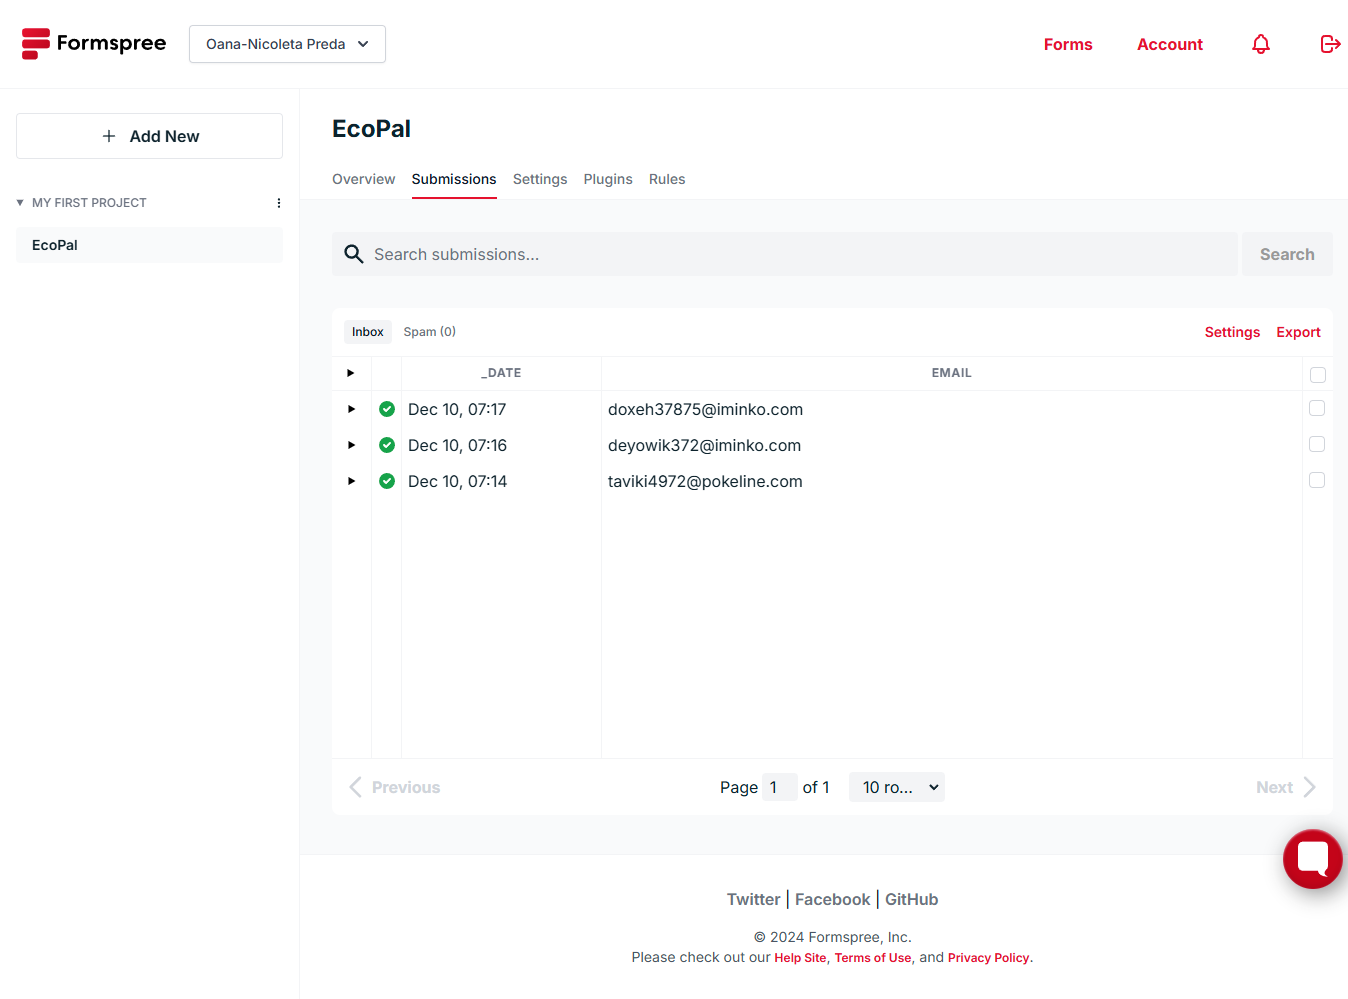 Formspree
Oana-Nicoleta Preda
Forms
Account
Add New
MY FIRST PROJECT
EcoPal
EcoPal
Overview
Submissions
Settings
Plugins
Rules
Search submissions...
Search
Inbox
Spam (0)
Settings
Export
_DATE
EMAIL
Dec 10, 07:17
doxeh37875@iminko.com
Dec 10, 07:16
deyowik372@iminko.com
Dec 10, 07:14
taviki4972@pokeline.com
Previous
Page 1 of 1
10 ro...
Next
Twitter | Facebook | GitHub
© 2024 Formspree, Inc.
Please check out our Help Site, Terms of Use, and Privacy Policy.